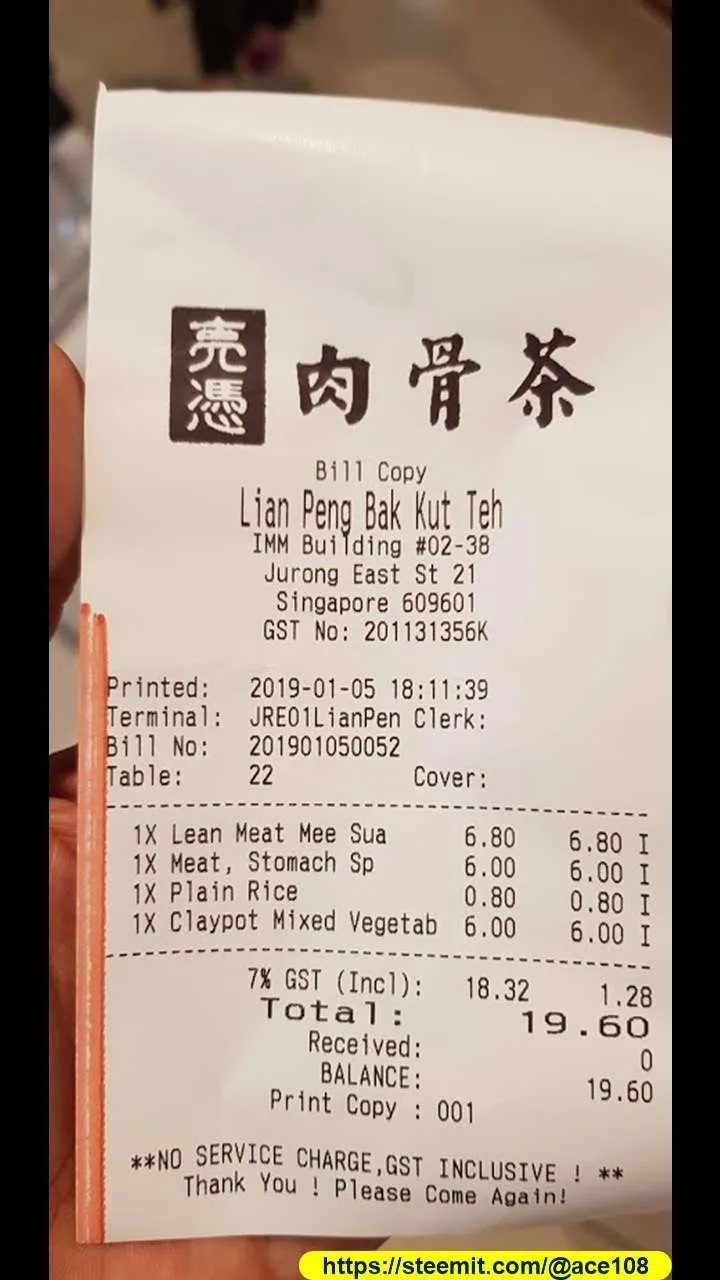 亮憑 肉骨茶
Bill Copy
Lian Peng Bak Kut Teh
IMM Building #02-38
Jurong East St 21
Singapore 609601
GST No: 201131356K
Printed: 2019-01-05 18:11:39
Terminal: JRE01LianPen Clerk:
Bill No: 201901050052
Table: 22 Cover:
1X Lean Meat Mee Sua 6.80 6.80 I
1X Meat, Stomach Sp 6.00 6.00 I
1X Plain Rice 0.80 0.80 I
1X Claypot Mixed Vegetab 6.00 6.00 I
7% GST (Incl): 18.32 1.28
Total: 19.60
Received: 0
BALANCE: 19.60
Print Copy : 001
**NO SERVICE CHARGE,GST INCLUSIVE ! **
Thank You ! Please Come Again!
https://steemit.com/@ace108